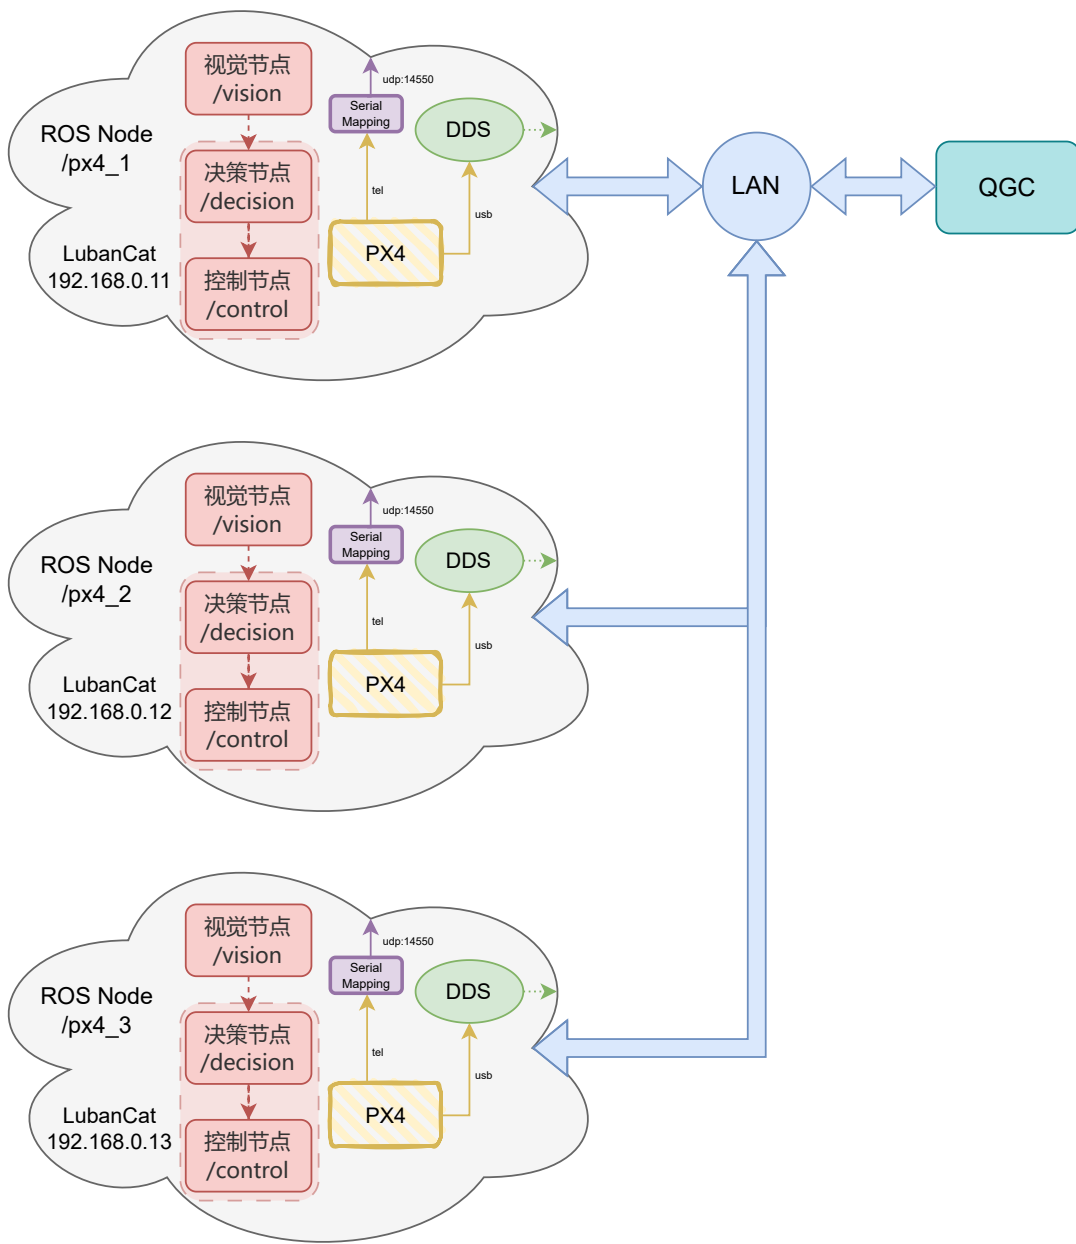 视觉节点
/vision
ROS Node
/px4_1
决策节点
/decision
LubanCat
192.168.0.11
控制节点
/control
udp:14550
Serial
Mapping
DDS
tel
usb
PX4
LAN
QGC
视觉节点
/vision
ROS Node
/px4_2
决策节点
/decision
LubanCat
192.168.0.12
控制节点
/control
udp:14550
Serial
Mapping
DDS
tel
usb
PX4
视觉节点
/vision
ROS Node
/px4_3
决策节点
/decision
LubanCat
192.168.0.13
控制节点
/control
udp:14550
Serial
Mapping
DDS
tel
usb
PX4